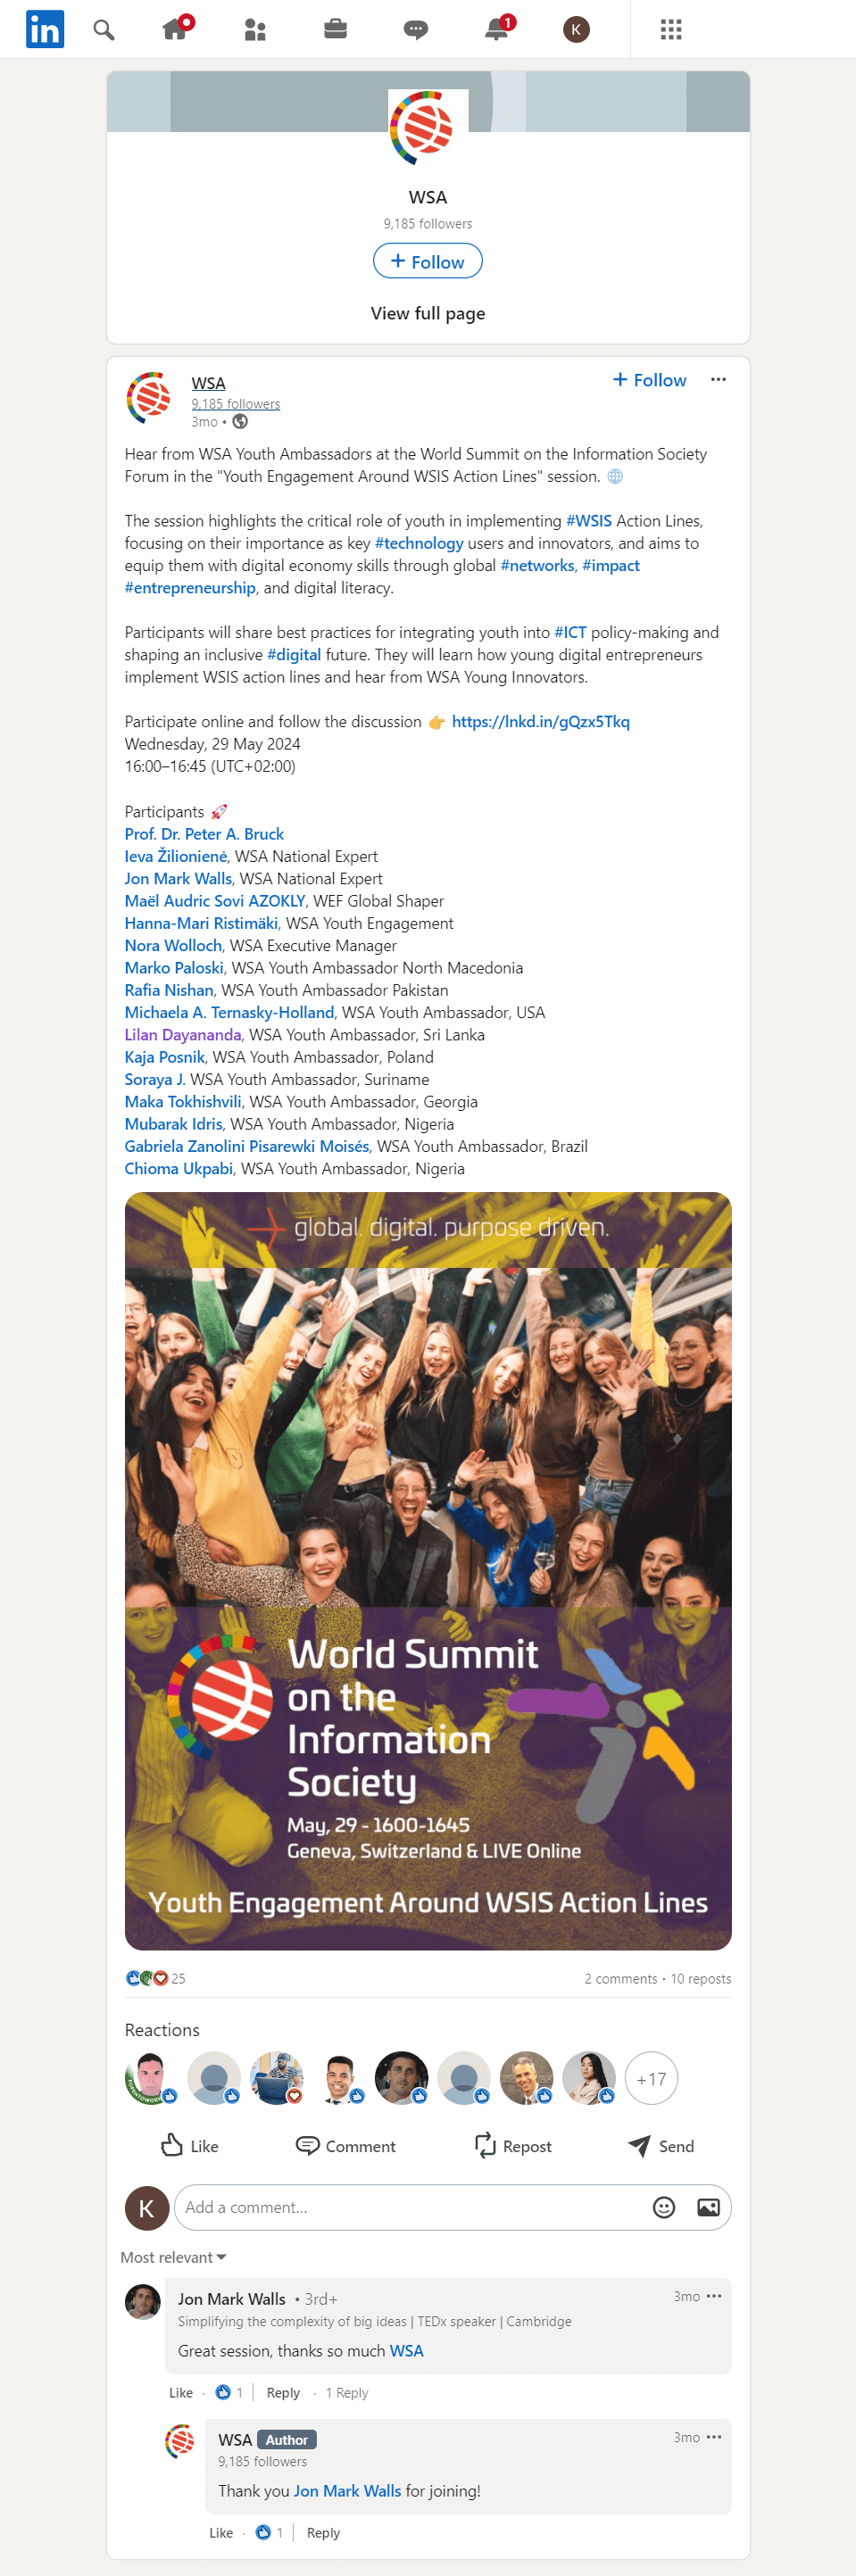 in
1
K
WSA
9,185 followers
+ Follow
View full page
WSA
9,185 followers
3mo •
+ Follow
Hear from WSA Youth Ambassadors at the World Summit on the Information Society
Forum in the "Youth Engagement Around WSIS Action Lines" session. 🌐
The session highlights the critical role of youth in implementing #WSIS Action Lines,
focusing on their importance as key #technology users and innovators, and aims to
equip them with digital economy skills through global #networks, #impact
#entrepreneurship, and digital literacy.
Participants will share best practices for integrating youth into #ICT policy-making and
shaping an inclusive #digital future. They will learn how young digital entrepreneurs
implement WSIS action lines and hear from WSA Young Innovators.
Participate online and follow the discussion 👉 https://lnkd.in/gQzx5Tkq
Wednesday, 29 May 2024
16:00–16:45 (UTC+02:00)
Participants 🚀
Prof. Dr. Peter A. Bruck
Ieva Žilionienė, WSA National Expert
Jon Mark Walls, WSA National Expert
Maël Audric Sovi AZOKLY, WEF Global Shaper
Hanna-Mari Ristimäki, WSA Youth Engagement
Nora Wolloch, WSA Executive Manager
Marko Paloski, WSA Youth Ambassador North Macedonia
Rafia Nishan, WSA Youth Ambassador Pakistan
Michaela A. Ternasky-Holland, WSA Youth Ambassador, USA
Lilan Dayananda, WSA Youth Ambassador, Sri Lanka
Kaja Posnik, WSA Youth Ambassador, Poland
Soraya J. WSA Youth Ambassador, Suriname
Maka Tokhishvili, WSA Youth Ambassador, Georgia
Mubarak Idris, WSA Youth Ambassador, Nigeria
Gabriela Zanolini Pisarewki Moisés, WSA Youth Ambassador, Brazil
Chioma Ukpabi, WSA Youth Ambassador, Nigeria
global. digital. purpose driven.
World Summit
on the
Information
Society
May, 29 - 1600-1645
Geneva, Switzerland & LIVE Online
Youth Engagement Around WSIS Action Lines
25
2 comments • 10 reposts
Reactions
+17
Like
Comment
Repost
Send
K
Add a comment...
Most relevant
Jon Mark Walls • 3rd+
3mo •••
Simplifying the complexity of big ideas | TEDx speaker | Cambridge
Great session, thanks so much WSA
Like · 1 | Reply · 1 Reply
WSA Author
3mo •••
9,185 followers
Thank you Jon Mark Walls for joining!
Like · 1 | Reply